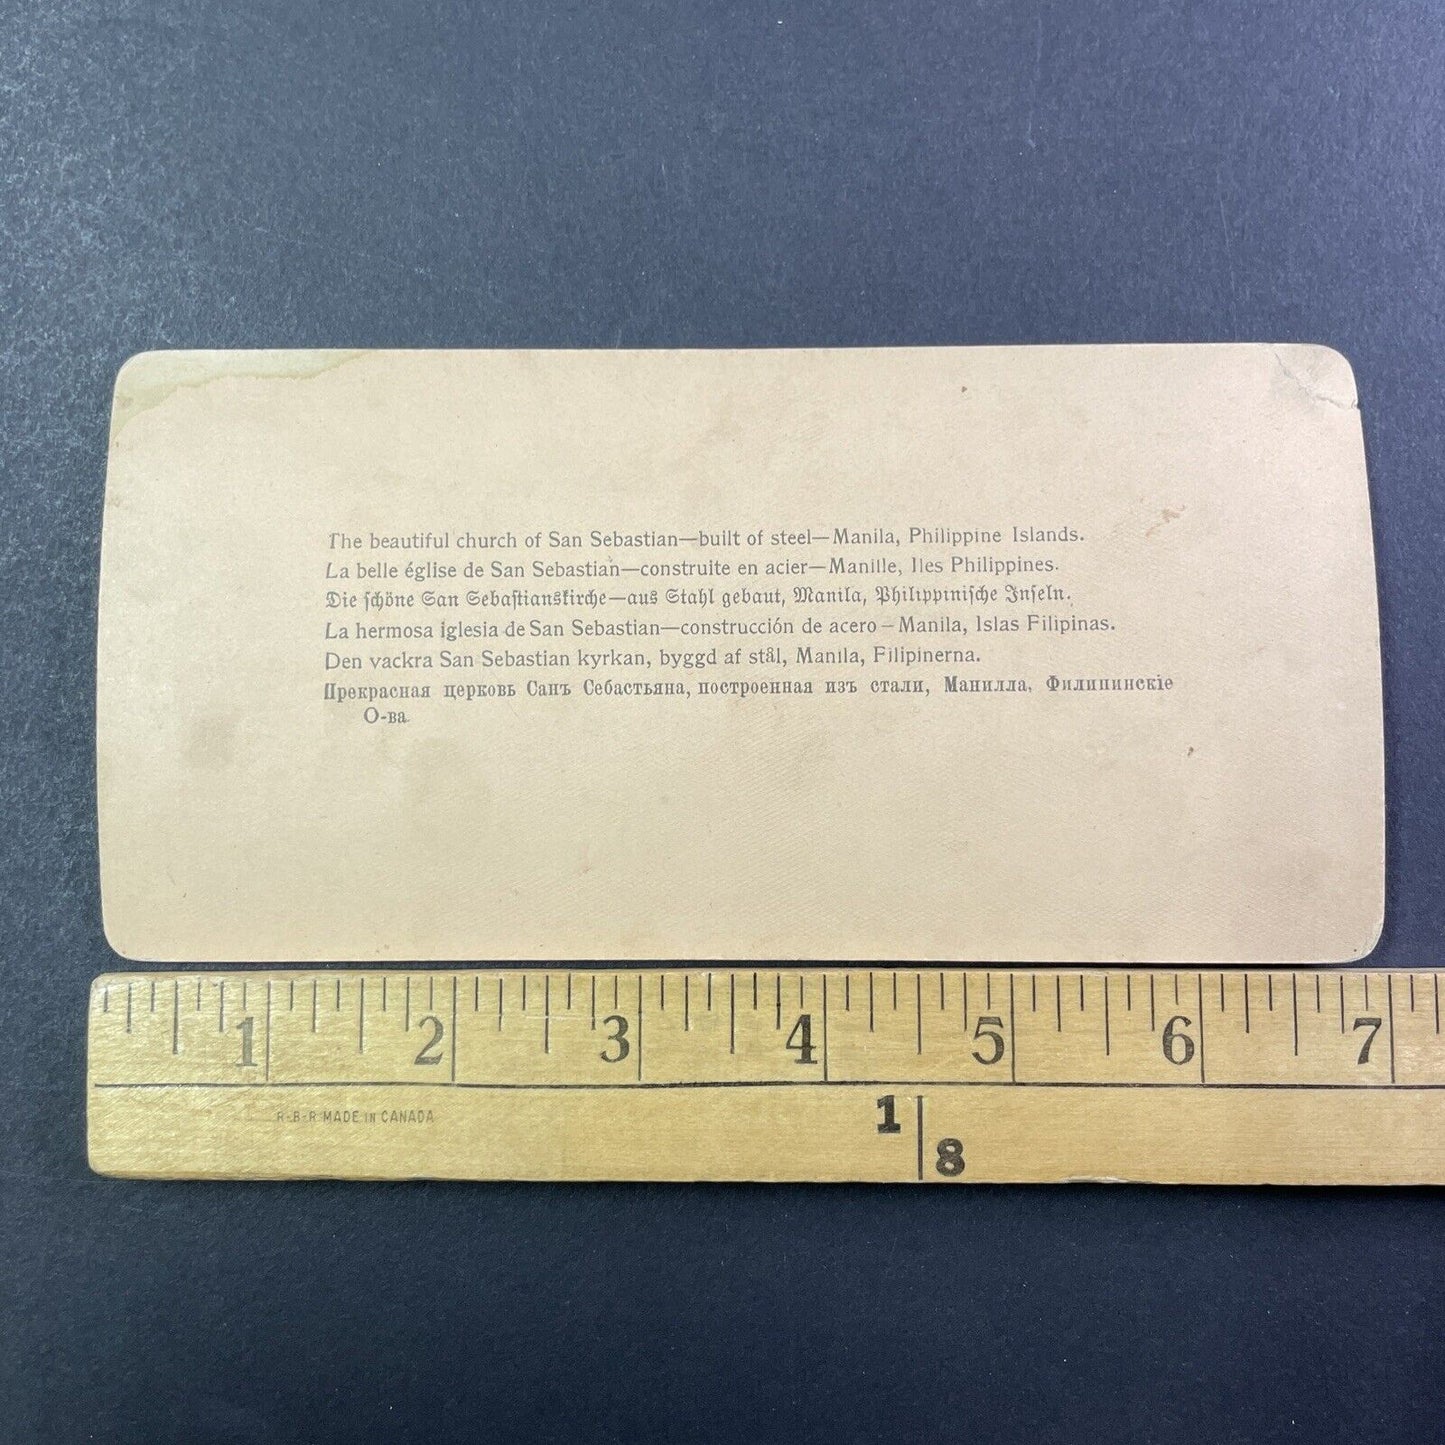 The beautiful church of San Sebastian—built of steel—Manila, Philippine Islands.
La belle église de San Sebastian—construite en acier—Manille, Iles Philippines.
Die schöne San Sebastianskirche—aus Stahl gebaut, Manila, Philippinische Inseln.
La hermosa iglesia de San Sebastian—construcción de acero—Manila, Islas Filipinas.
Den vackra San Sebastian kyrkan, byggd af stål, Manila, Filipinerna.
Прекрасная церковь Санъ Себастьяна, построенная изъ стали, Манилла, Филипинскіе
О-ва.
1 2 3 4 5 6 7
R-B-R MADE IN CANADA
1
8